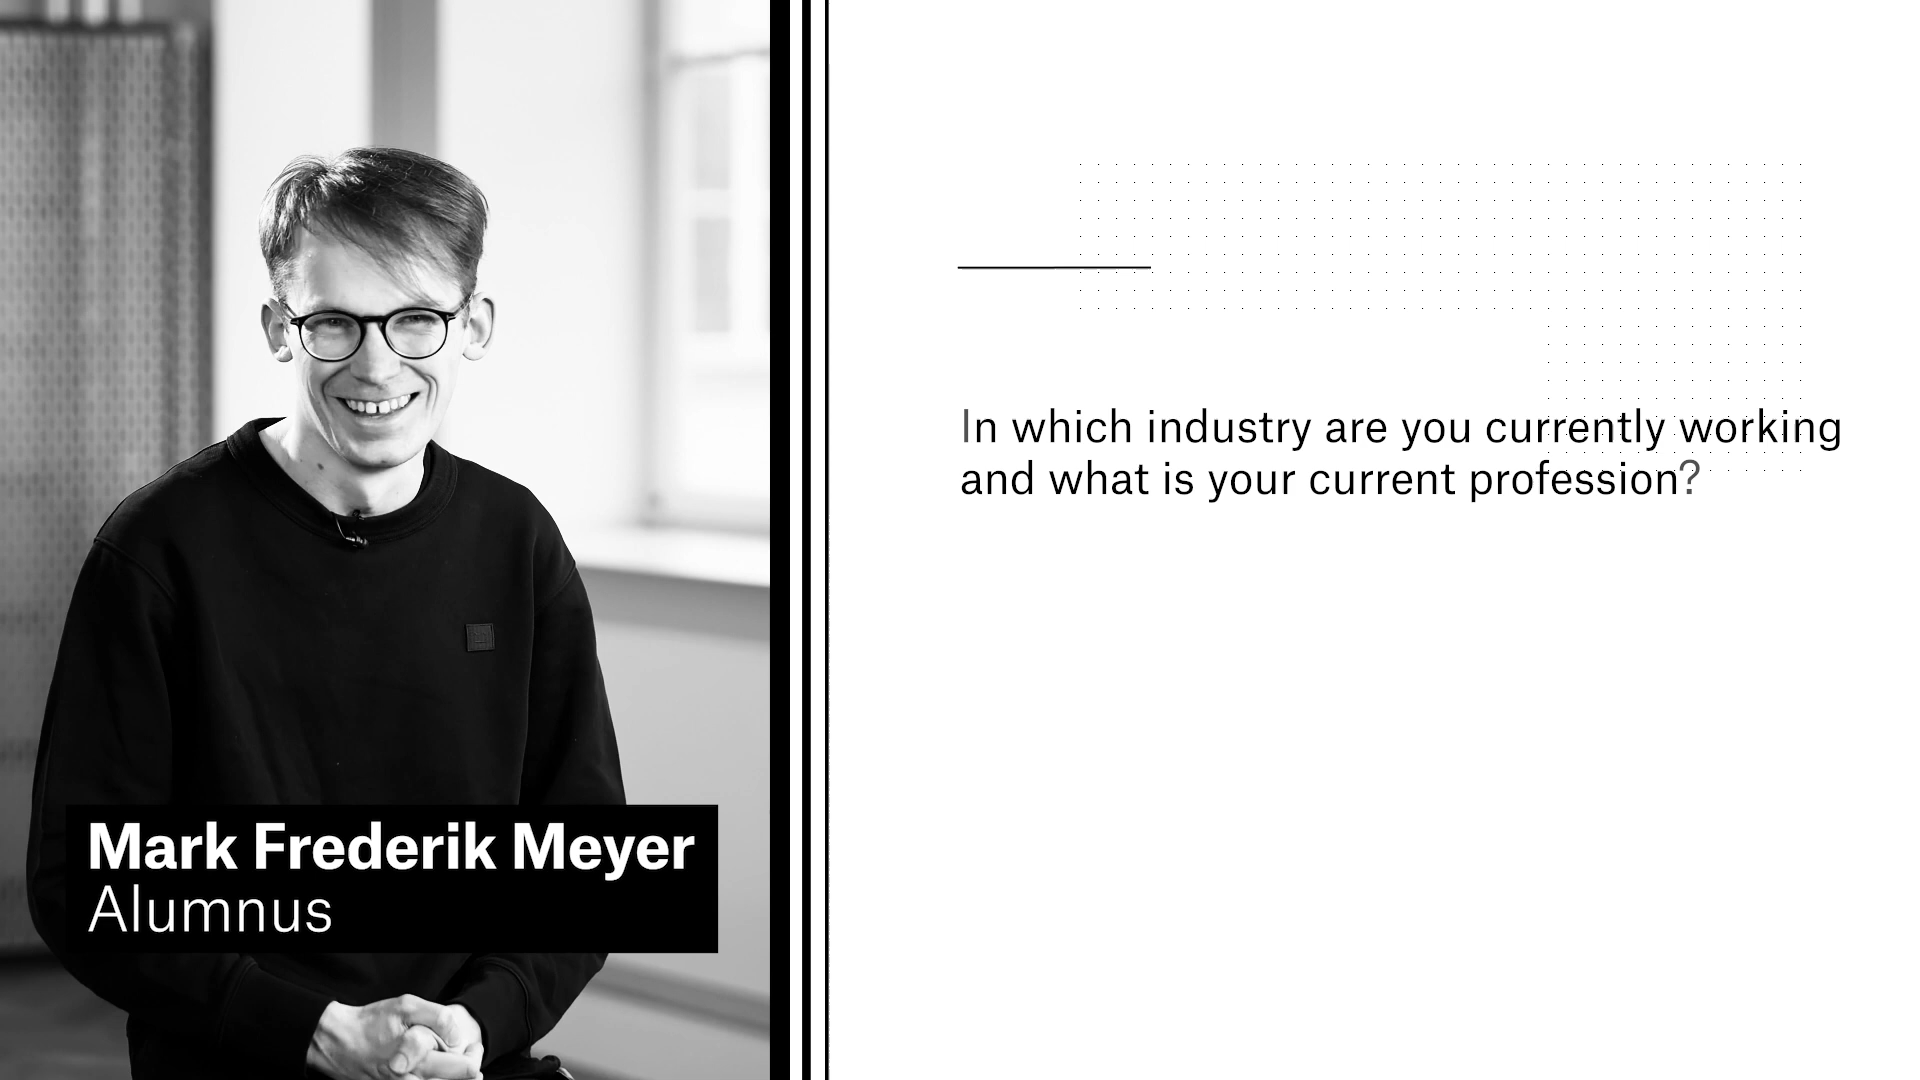 Mark Frederik Meyer
Alumnus
In which industry are you currently working
and what is your current profession?